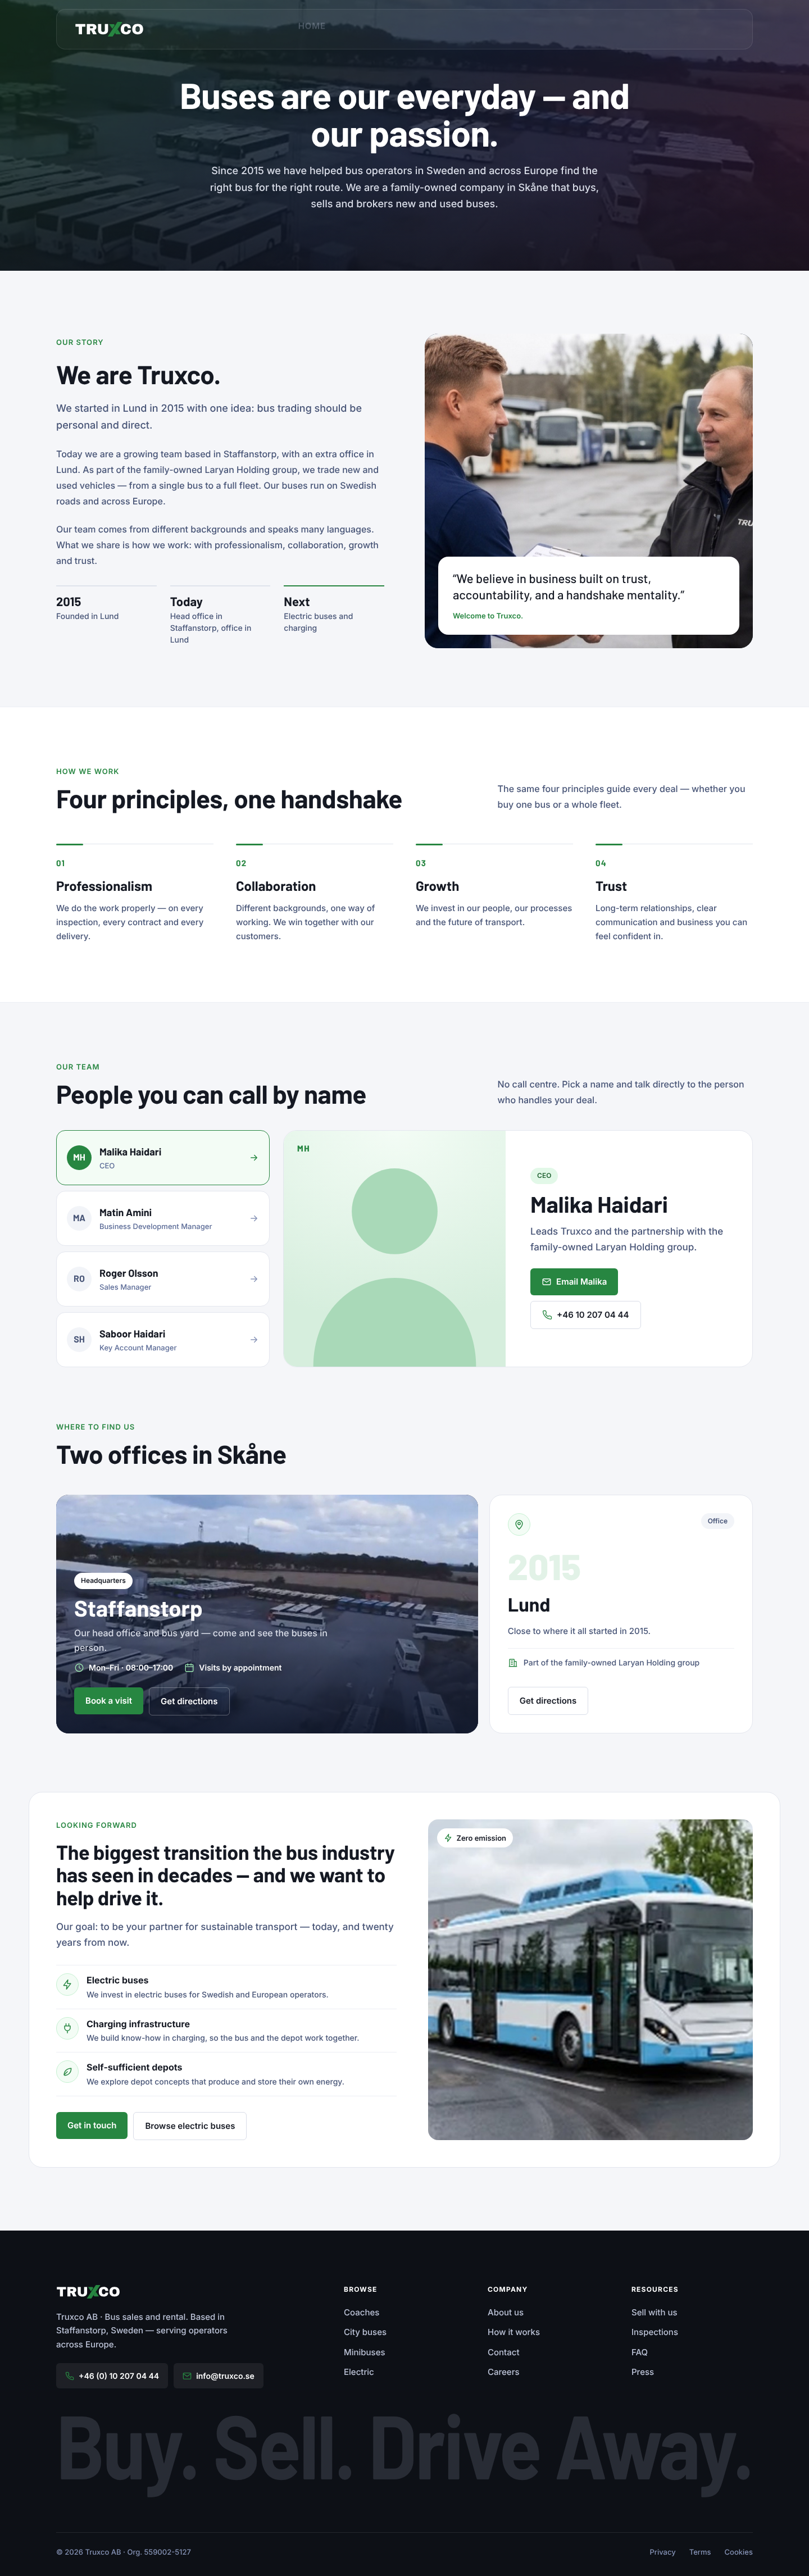 TRUXCO
HOME
Buses are our everyday — and
our passion.
Since 2015 we have helped bus operators in Sweden and across Europe find the
right bus for the right route. We are a family-owned company in Skåne that buys,
sells and brokers new and used buses.
OUR STORY
We are Truxco.
We started in Lund in 2015 with one idea: bus trading should be
personal and direct.
Today we are a growing team based in Staffanstorp, with an extra office in
Lund. As part of the family-owned Laryan Holding group, we trade new and
used vehicles — from a single bus to a full fleet. Our buses run on Swedish
roads and across Europe.
Our team comes from different backgrounds and speaks many languages.
What we share is how we work: with professionalism, collaboration, growth
and trust.
2015
Founded in Lund
Today
Head office in
Staffanstorp, office in
Lund
Next
Electric buses and
charging
TRU
“We believe in business built on trust,
accountability, and a handshake mentality.”
Welcome to Truxco.
HOW WE WORK
Four principles, one handshake
The same four principles guide every deal — whether you
buy one bus or a whole fleet.
01
Professionalism
We do the work properly — on every
inspection, every contract and every
delivery.
02
Collaboration
Different backgrounds, one way of
working. We win together with our
customers.
03
Growth
We invest in our people, our processes
and the future of transport.
04
Trust
Long-term relationships, clear
communication and business you can
feel confident in.
OUR TEAM
People you can call by name
No call centre. Pick a name and talk directly to the person
who handles your deal.
MH
Malika Haidari
CEO
MA
Matin Amini
Business Development Manager
RO
Roger Olsson
Sales Manager
SH
Saboor Haidari
Key Account Manager
MH
CEO
Malika Haidari
Leads Truxco and the partnership with the
family-owned Laryan Holding group.
Email Malika
+46 10 207 04 44
WHERE TO FIND US
Two offices in Skåne
Headquarters
Staffanstorp
Our head office and bus yard — come and see the buses in
person.
Mon–Fri · 08:00–17:00
Visits by appointment
Book a visit
Get directions
Office
2015
Lund
Close to where it all started in 2015.
Part of the family-owned Laryan Holding group
Get directions
LOOKING FORWARD
The biggest transition the bus industry
has seen in decades — and we want to
help drive it.
Our goal: to be your partner for sustainable transport — today, and twenty
years from now.
Electric buses
We invest in electric buses for Swedish and European operators.
Charging infrastructure
We build know-how in charging, so the bus and the depot work together.
Self-sufficient depots
We explore depot concepts that produce and store their own energy.
Get in touch
Browse electric buses
Zero emission
TRUXCO
Truxco AB · Bus sales and rental. Based in
Staffanstorp, Sweden — serving operators
across Europe.
+46 (0) 10 207 04 44
info@truxco.se
BROWSE
Coaches
City buses
Minibuses
Electric
COMPANY
About us
How it works
Contact
Careers
RESOURCES
Sell with us
Inspections
FAQ
Press
Buy. Sell. Drive Away.
© 2026 Truxco AB · Org. 559002-5127
Privacy
Terms
Cookies